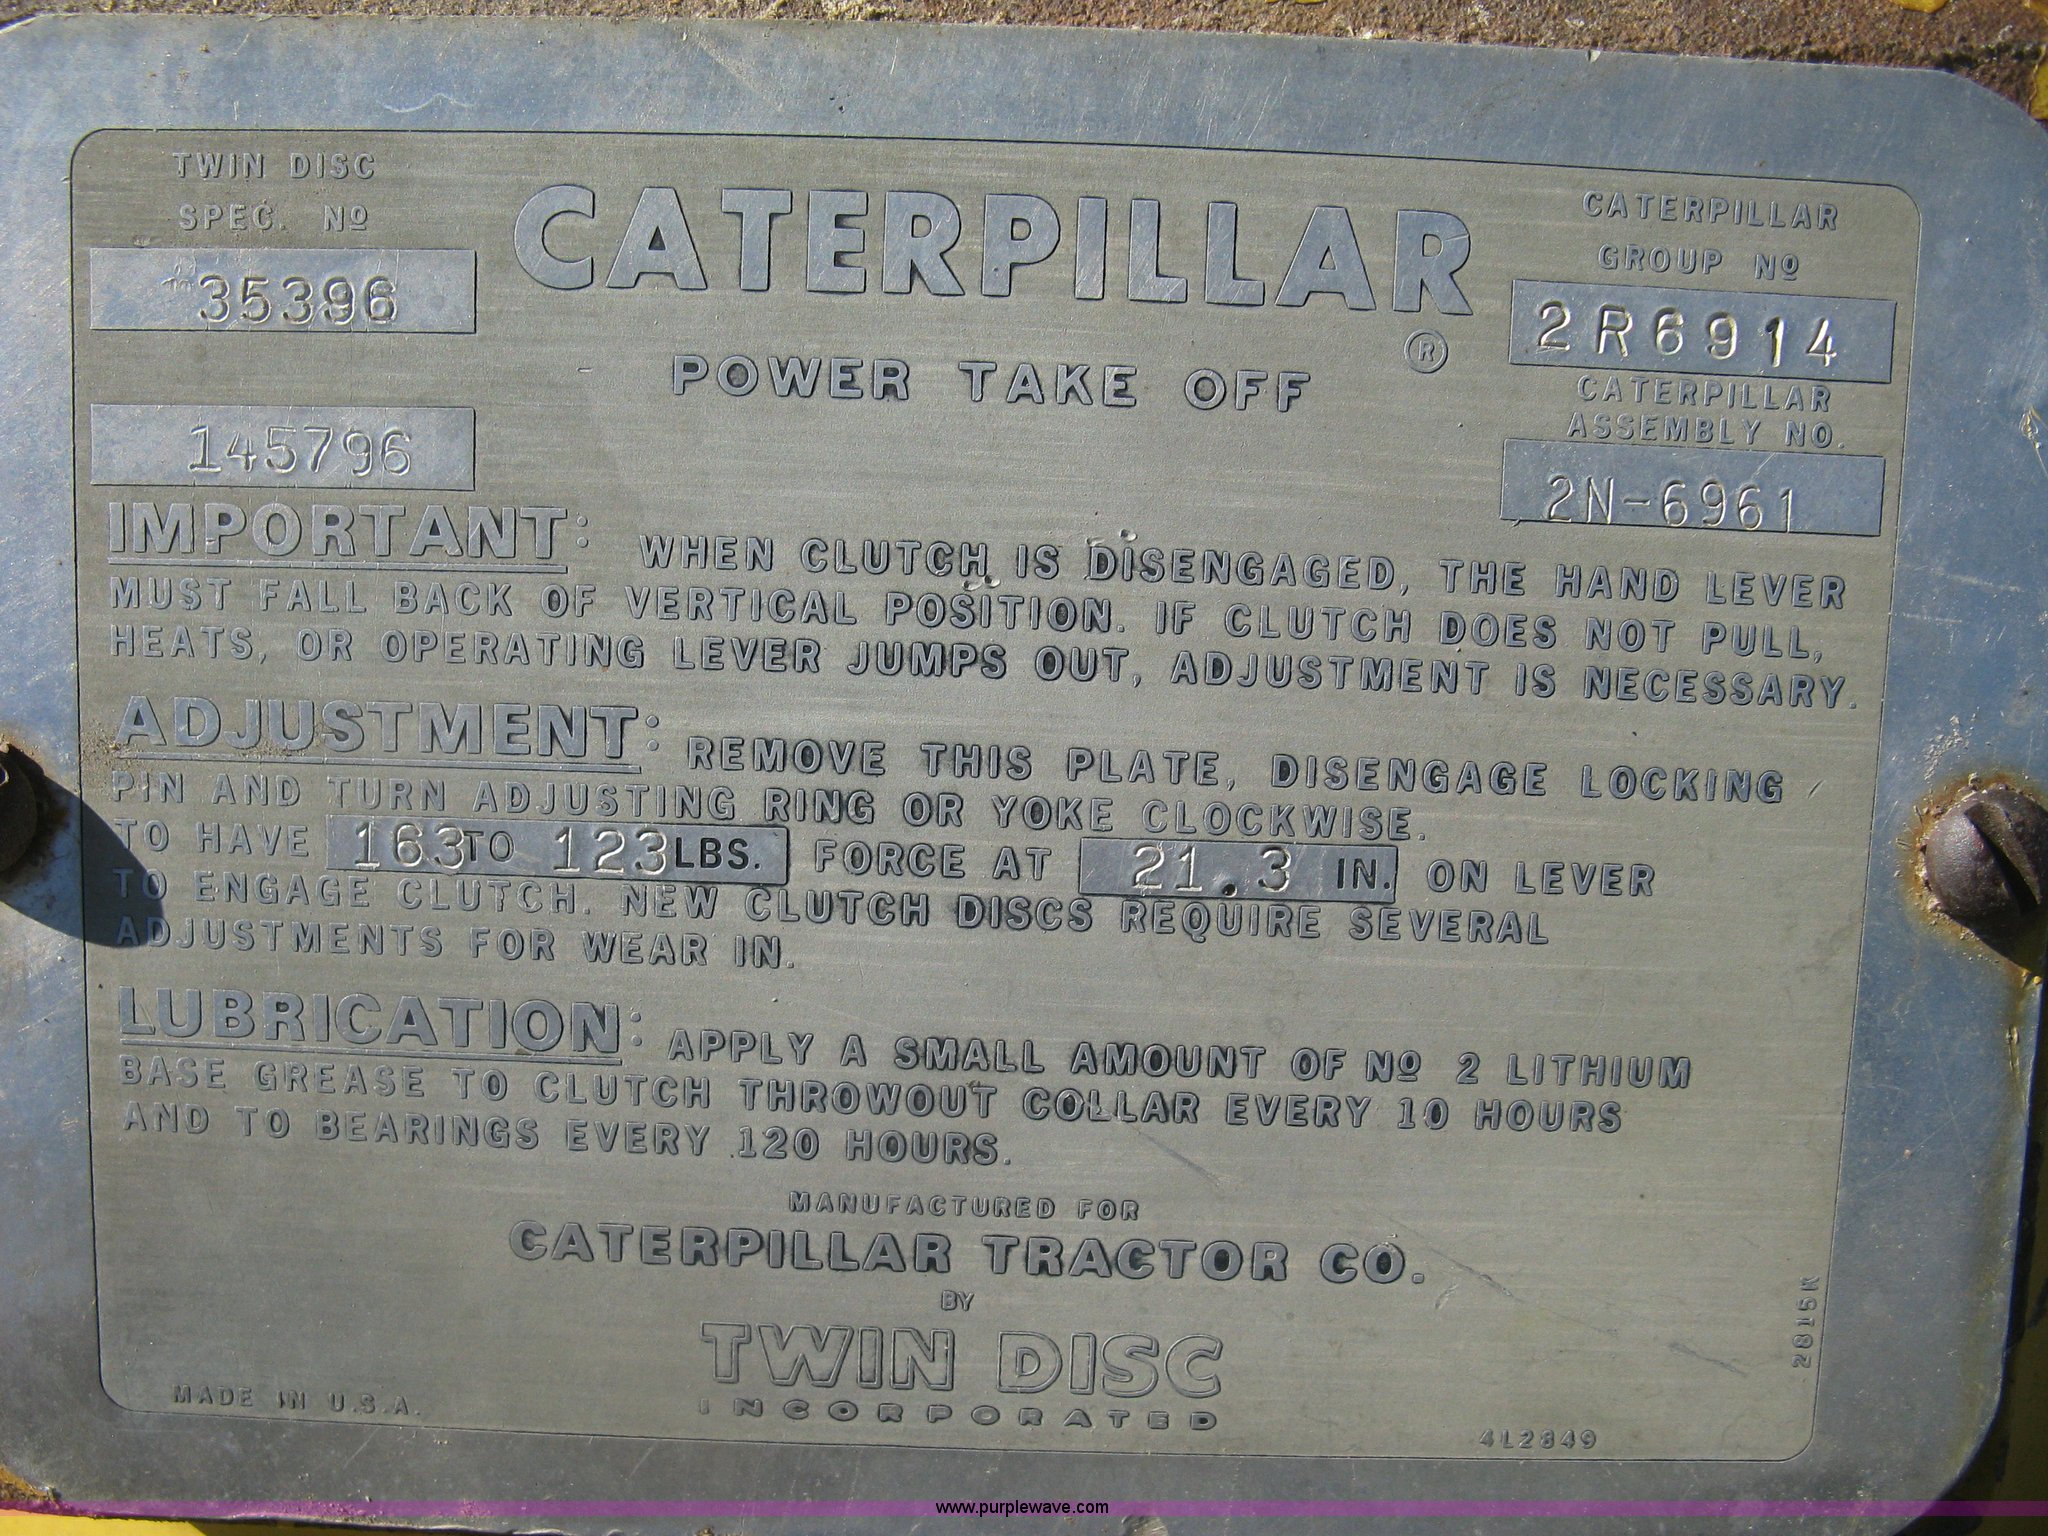 TWIN DISC
SPEC. Nº
35396
145796
CATERPILLAR
®
POWER TAKE OFF
CATERPILLAR
GROUP Nº
2R6914
CATERPILLAR
ASSEMBLY NO.
2N-6961
IMPORTANT: WHEN CLUTCH IS DISENGAGED, THE HAND LEVER
MUST FALL BACK OF VERTICAL POSITION. IF CLUTCH DOES NOT PULL,
HEATS, OR OPERATING LEVER JUMPS OUT, ADJUSTMENT IS NECESSARY.
ADJUSTMENT: REMOVE THIS PLATE, DISENGAGE LOCKING
PIN AND TURN ADJUSTING RING OR YOKE CLOCKWISE.
TO HAVE 163 TO 123 LBS. FORCE AT 21.3 IN. ON LEVER
TO ENGAGE CLUTCH. NEW CLUTCH DISCS REQUIRE SEVERAL
ADJUSTMENTS FOR WEAR IN.
LUBRICATION: APPLY A SMALL AMOUNT OF Nº 2 LITHIUM
BASE GREASE TO CLUTCH THROWOUT COLLAR EVERY 10 HOURS
AND TO BEARINGS EVERY 120 HOURS.
MANUFACTURED FOR
CATERPILLAR TRACTOR CO.
BY
TWIN DISC
INCORPORATED
MADE IN U.S.A.
4L2849
2815K
www.purplewave.com